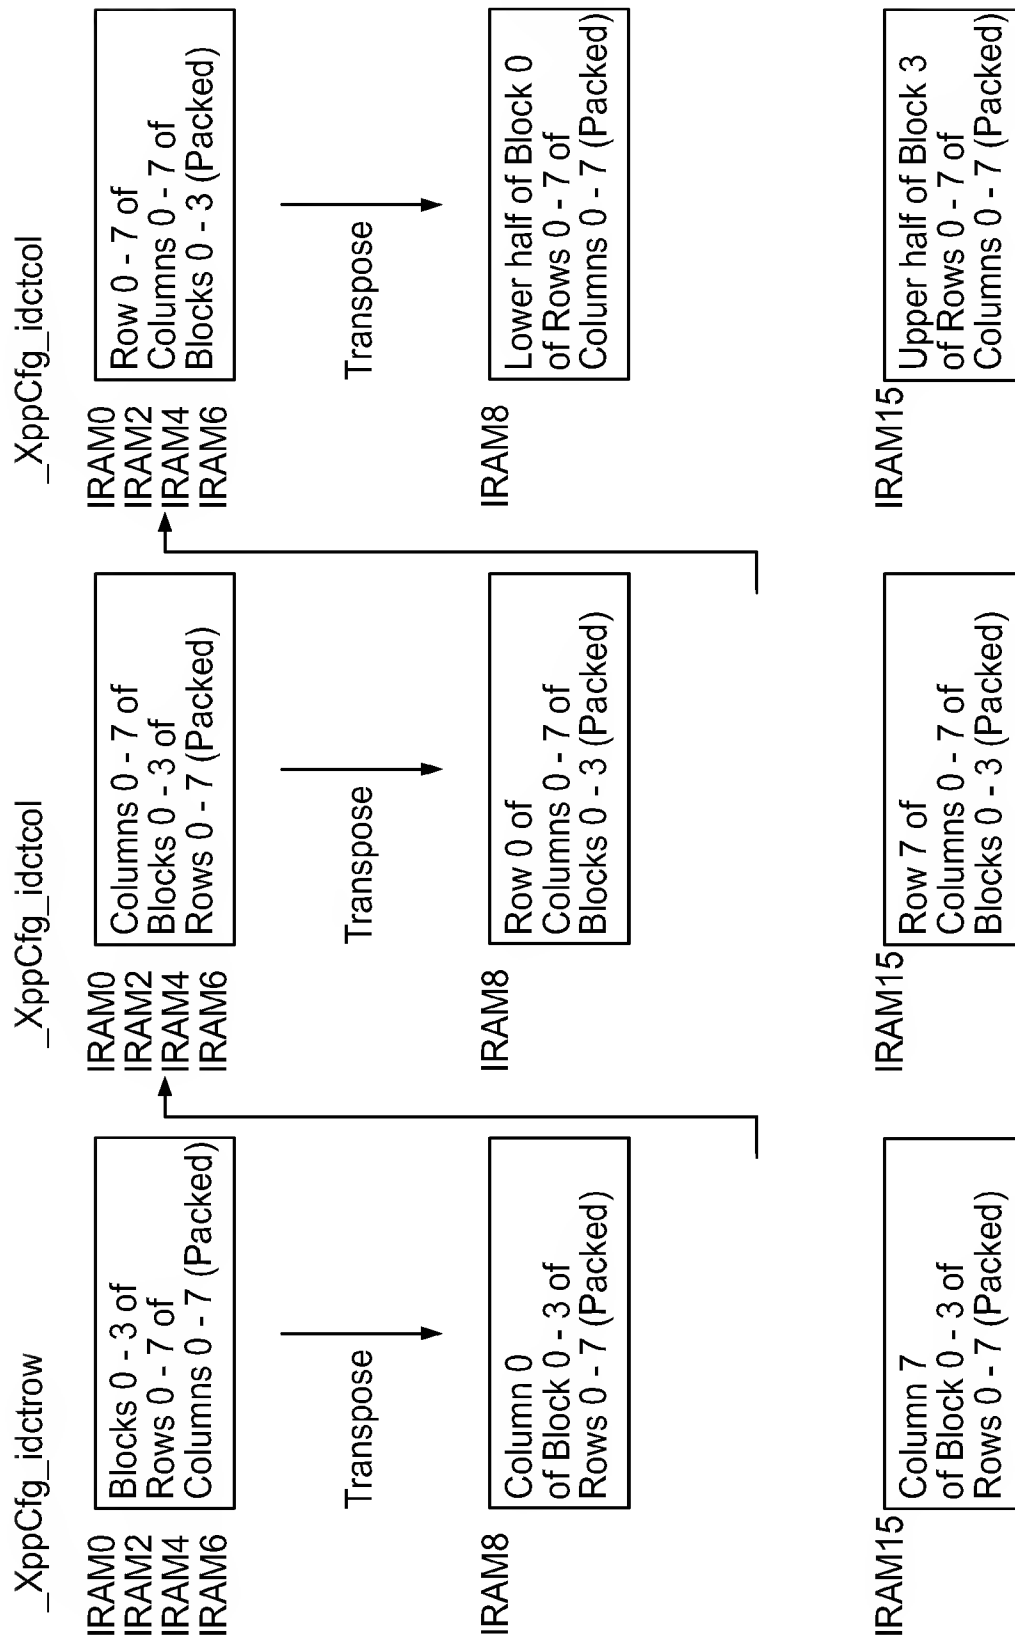 _XppCfg_idctrow
IRAM0
IRAM2
IRAM4
IRAM6
Blocks 0 - 3 of
Rows 0 - 7 of
Columns 0 - 7 (Packed)
Transpose
IRAM8
Column 0
of Block 0 - 3 of
Rows 0 - 7 (Packed)
IRAM15
Column 7
of Block 0 - 3 of
Rows 0 - 7 (Packed)
_XppCfg_idctcol
IRAM0
IRAM2
IRAM4
IRAM6
Columns 0 - 7 of
Blocks 0 - 3 of
Rows 0 - 7 (Packed)
Transpose
IRAM8
Row 0 of
Columns 0 - 7 of
Blocks 0 - 3 (Packed)
IRAM15
Row 7 of
Columns 0 - 7 of
Blocks 0 - 3 (Packed)
_XppCfg_idctcol
IRAM0
IRAM2
IRAM4
IRAM6
Row 0 - 7 of
Columns 0 - 7 of
Blocks 0 - 3 (Packed)
Transpose
IRAM8
Lower half of Block 0
of Rows 0 - 7 of
Columns 0 - 7 (Packed)
IRAM15
Upper half of Block 3
of Rows 0 - 7 of
Columns 0 - 7 (Packed)